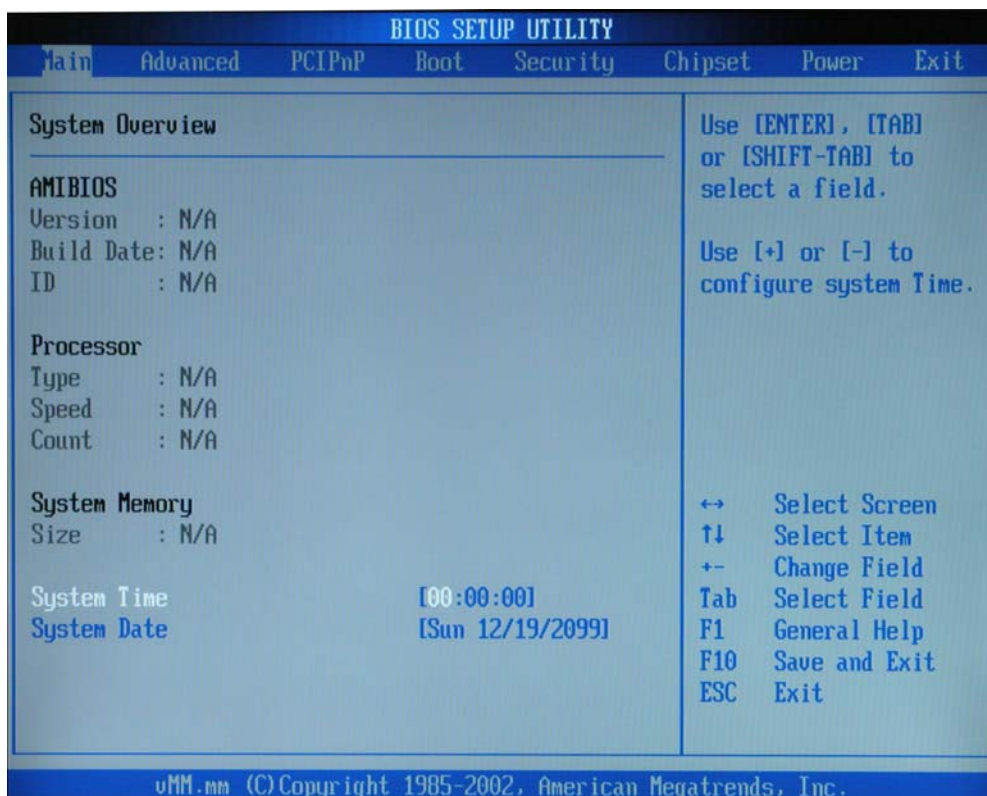 BIOS SETUP UTILITY
Main Advanced PCIPnP Boot Security Chipset Power Exit
System Overview
AMIBIOS
Version : N/A
Build Date: N/A
ID : N/A
Processor
Type : N/A
Speed : N/A
Count : N/A
System Memory
Size : N/A
System Time [00:00:00]
System Date [Sun 12/19/2099]
Use [ENTER], [TAB]
or [SHIFT-TAB] to
select a field.
Use [+] or [-] to
configure system Time.
↔ Select Screen
↑↓ Select Item
+- Change Field
Tab Select Field
F1 General Help
F10 Save and Exit
ESC Exit
vMM.mm (C)Copyright 1985-2002, American Megatrends, Inc.